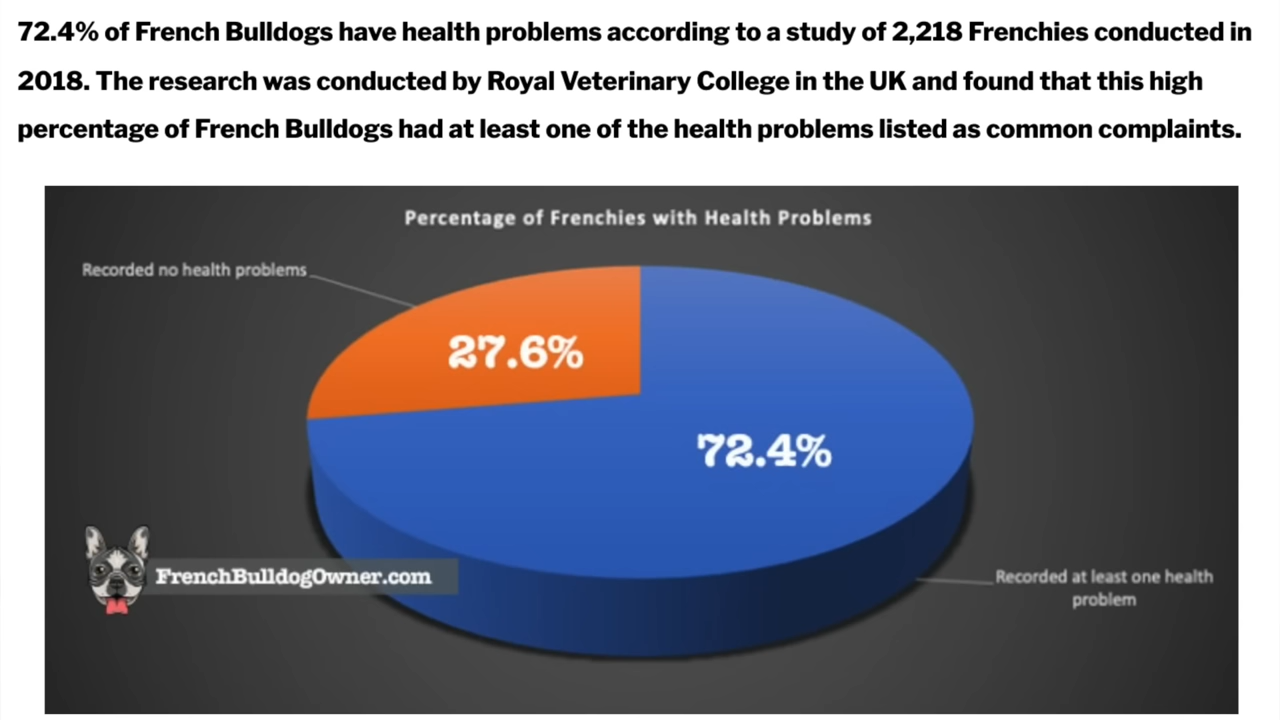 72.4% of French Bulldogs have health problems according to a study of 2,218 Frenchies conducted in
2018. The research was conducted by Royal Veterinary College in the UK and found that this high
percentage of French Bulldogs had at least one of the health problems listed as common complaints.
Percentage of Frenchies with Health Problems
Recorded no health problems
27.6%
72.4%
FrenchBulldogOwner.com
Recorded at least one health
problem